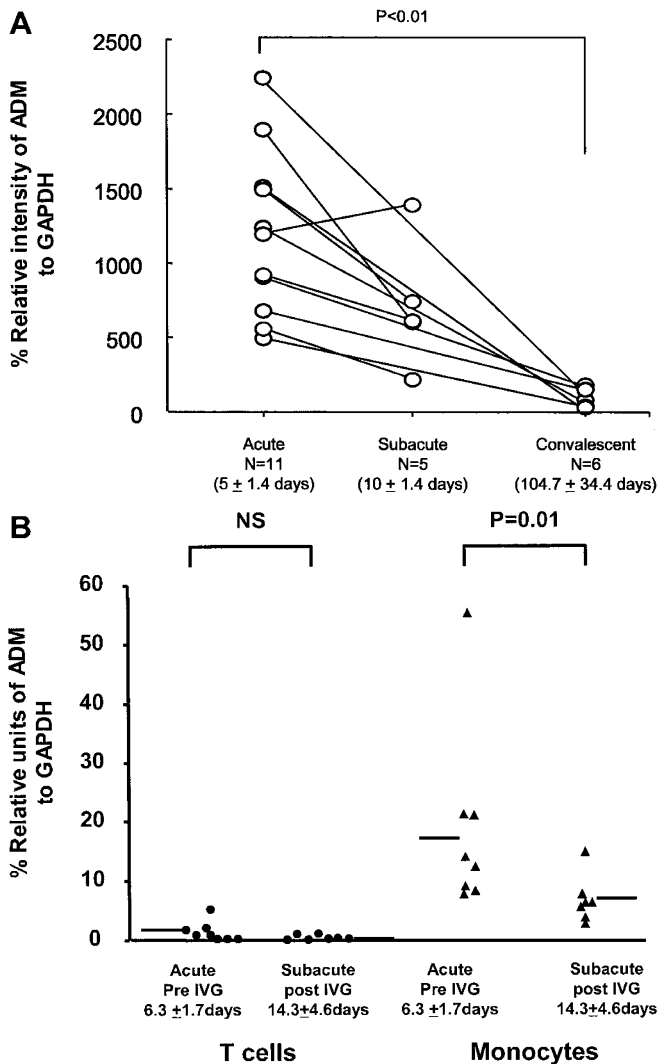 A
P<0.01
% Relative intensity of ADM
to GAPDH
2500
2000
1500
1000
500
0
Acute
N=11
(5 ± 1.4 days)
Subacute
N=5
(10 ± 1.4 days)
Convalescent
N=6
(104.7 ± 34.4 days)
B
NS
P=0.01
% Relative units of ADM
to GAPDH
60
50
40
30
20
10
0
Acute
Pre IVG
6.3 ±1.7days
Subacute
post IVG
14.3±4.6days
Acute
Pre IVG
6.3 ±1.7days
Subacute
post IVG
14.3±4.6days
T cells
Monocytes